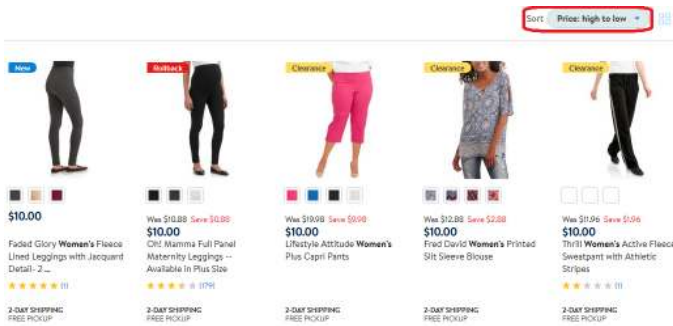 Sort Price: high to low
New
Rollback
Clearance
Clearance
Clearance
$10.00
Faded Glory Women's Fleece
Lined Leggings with Jacquard
Detail- 2 ...
(1)
Was $10.88 Save $0.88
$10.00
Oh! Mamma Full Panel
Maternity Leggings --
Available in Plus Size
(179)
Was $19.98 Save $9.98
$10.00
Lifestyle Attitude Women's
Plus Capri Pants
Was $12.88 Save $2.88
$10.00
Fred David Women's Printed
Slit Sleeve Blouse
Was $11.96 Save $1.96
$10.00
Thrill Women's Active Fleece
Sweatpant with Athletic
Stripes
(1)
2-DAY SHIPPING
FREE PICKUP
2-DAY SHIPPING
FREE PICKUP
2-DAY SHIPPING
FREE PICKUP
2-DAY SHIPPING
FREE PICKUP
2-DAY SHIPPING
FREE PICKUP